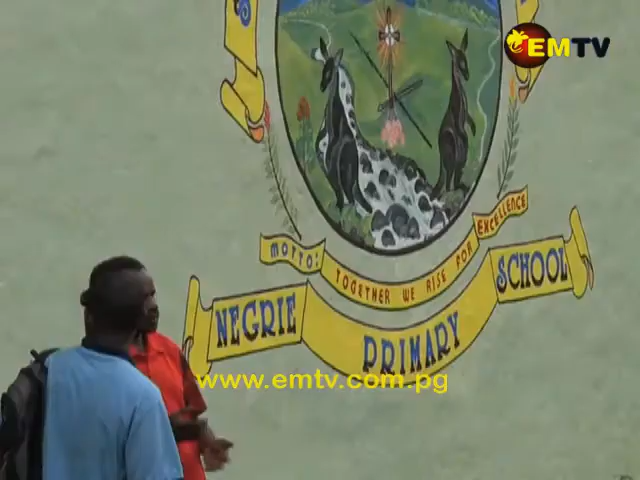 EMTV
MOTTO:
TOGETHER WE RISE FOR EXCELLENCE
NEGRIE PRIMARY SCHOOL
www.emtv.com.pg